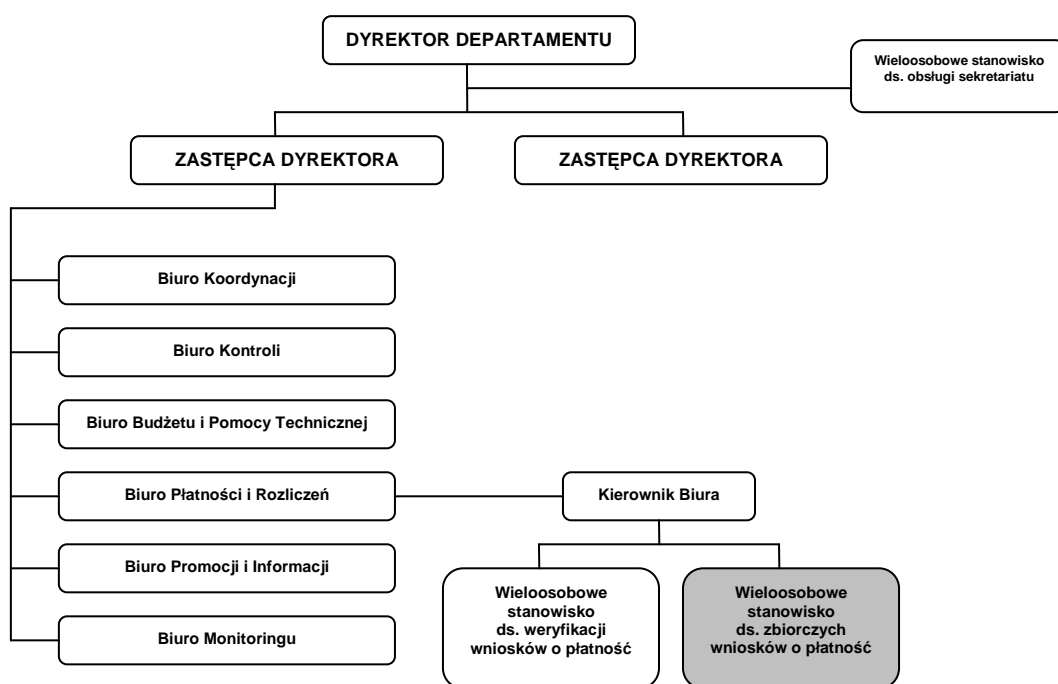 DYREKTOR DEPARTAMENTU
Wieloosobowe stanowisko
ds. obsługi sekretariatu
ZASTĘPCA DYREKTORA
ZASTĘPCA DYREKTORA
Biuro Koordynacji
Biuro Kontroli
Biuro Budżetu i Pomocy Technicznej
Biuro Płatności i Rozliczeń
Kierownik Biura
Biuro Promocji i Informacji
Biuro Monitoringu
Wieloosobowe
stanowisko
ds. weryfikacji
wniosków o płatność
Wieloosobowe
stanowisko
ds. zbiorczych
wniosków o płatność